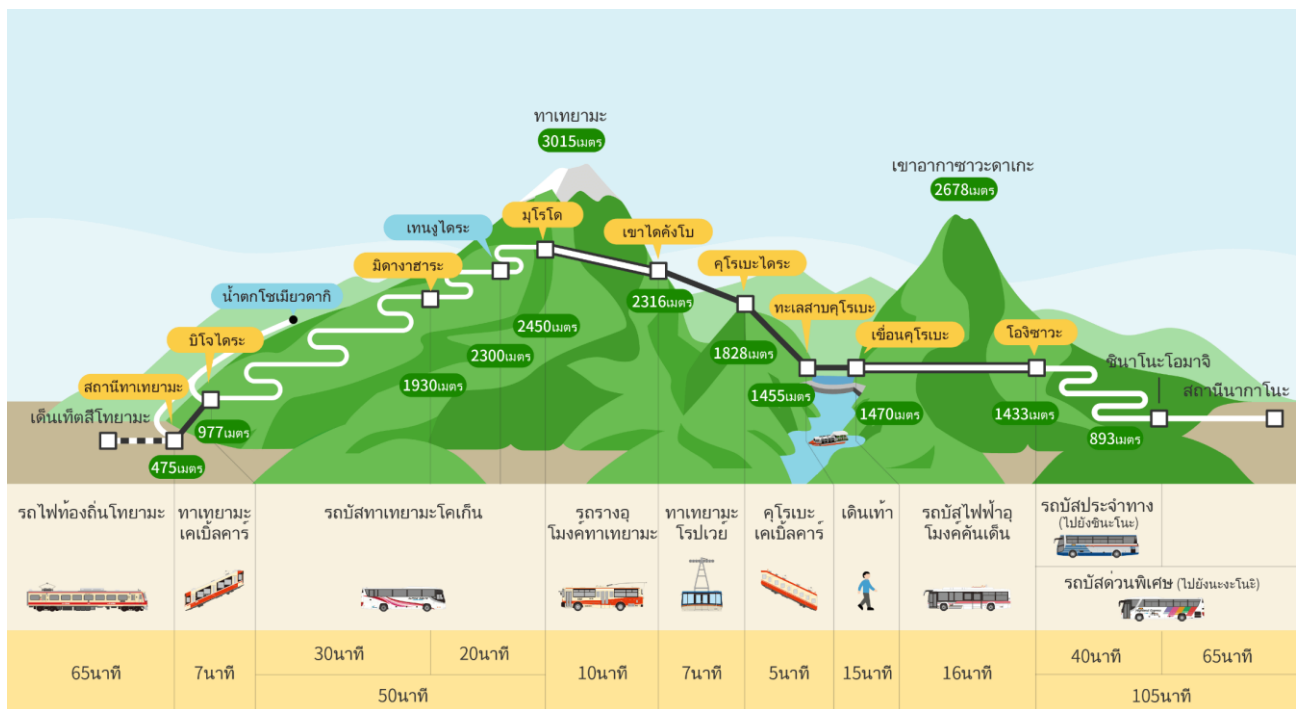 ทาเทยามะ
3015เมตร
เขาอากาซาวะดาเกะ
2678เมตร
มุโรโด
เทนงูไดระ
เขาไดคังโบ
มิดางาฮาระ
คุโรเบะไดระ
น้ำตกโชเมียวดากิ
2316เมตร
ทะเลสาบคุโรเบะ
บิโจไดระ
2450เมตร
เขื่อนคุโรเบะ
โองิซาวะ
2300เมตร
1828เมตร
ชินาโนะโอมาจิ
สถานีทาเทยามะ
1930เมตร
สถานีนากาโนะ
เด็นเท็ตสึโทยามะ
1455เมตร
977เมตร
1470เมตร
1433เมตร
893เมตร
475เมตร
รถไฟท้องถิ่นโทยามะ
ทาเทยามะ
เคเบิ้ลคาร์
รถบัสทาเทยามะโคเก็น
รถรางอุ
โมงค์ทาเทยามะ
ทาเทยามะ
โรปเวย์
คุโรเบะ
เคเบิ้ลคาร์
เดินเท้า
รถบัสไฟฟ้าอุ
โมงค์คันเด็น
รถบัสประจำทาง
(ไปยังชินะโนะ)
รถบัสด่วนพิเศษ (ไปยังนะงะโนะ)
65นาที
7นาที
30นาที
20นาที
50นาที
10นาที
7นาที
5นาที
15นาที
16นาที
40นาที
65นาที
105นาที